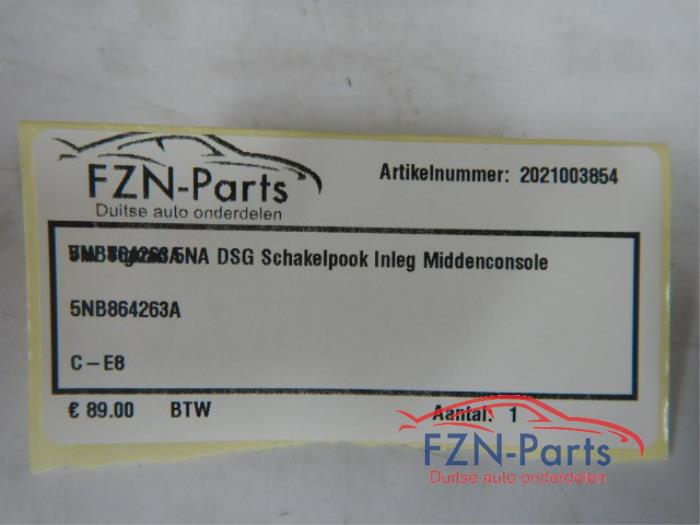 FZN-Parts
Duitse auto onderdelen
Artikelnummer: 2021003854
5NA DSG Schakelpook Inleg Middenconsole
5NB864263A
C-E8
€ 89.00 BTW
Aantal: 1
FZN-Parts
Duitse auto onderdelen